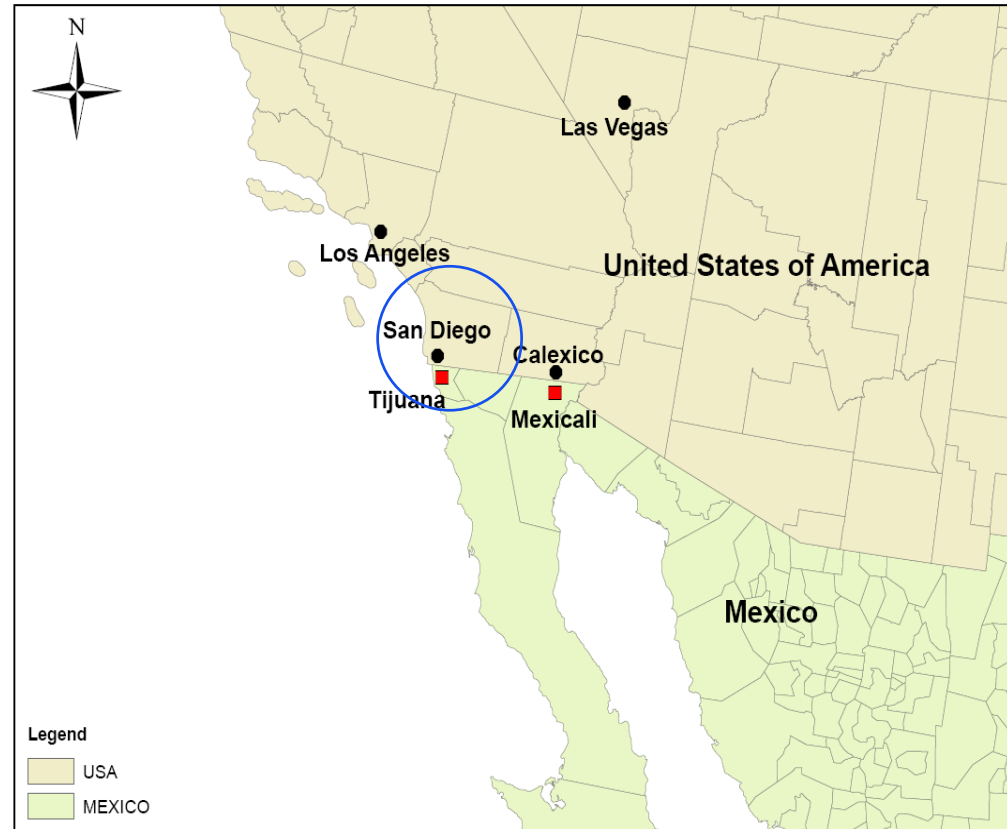 N
Las Vegas
Los Angeles
United States of America
San Diego
Calexico
Tijuana
Mexicali
Mexico
Legend
USA
MEXICO